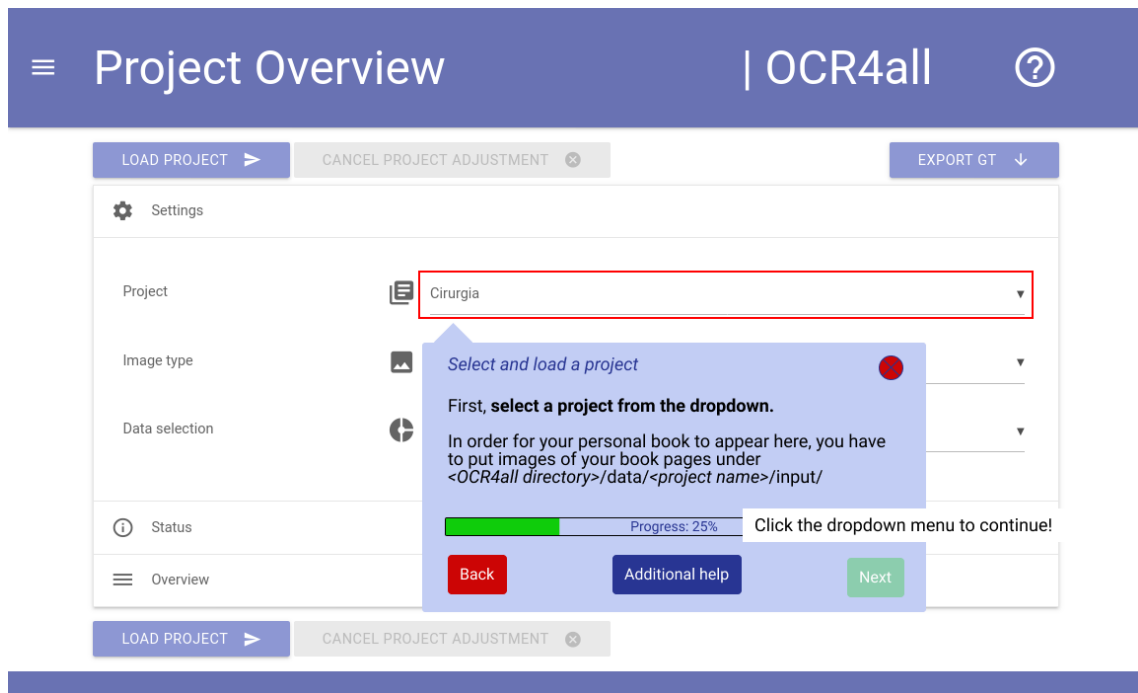 Project Overview | OCR4all
LOAD PROJECT CANCEL PROJECT ADJUSTMENT EXPORT GT
Settings
Project Cirurgia
Image type
Data selection
Select and load a project
First, select a project from the dropdown.
In order for your personal book to appear here, you have
to put images of your book pages under
<OCR4all directory>/data/<project name>/input/
Status
Progress: 25% Click the dropdown menu to continue!
Overview
Back Additional help Next
LOAD PROJECT CANCEL PROJECT ADJUSTMENT